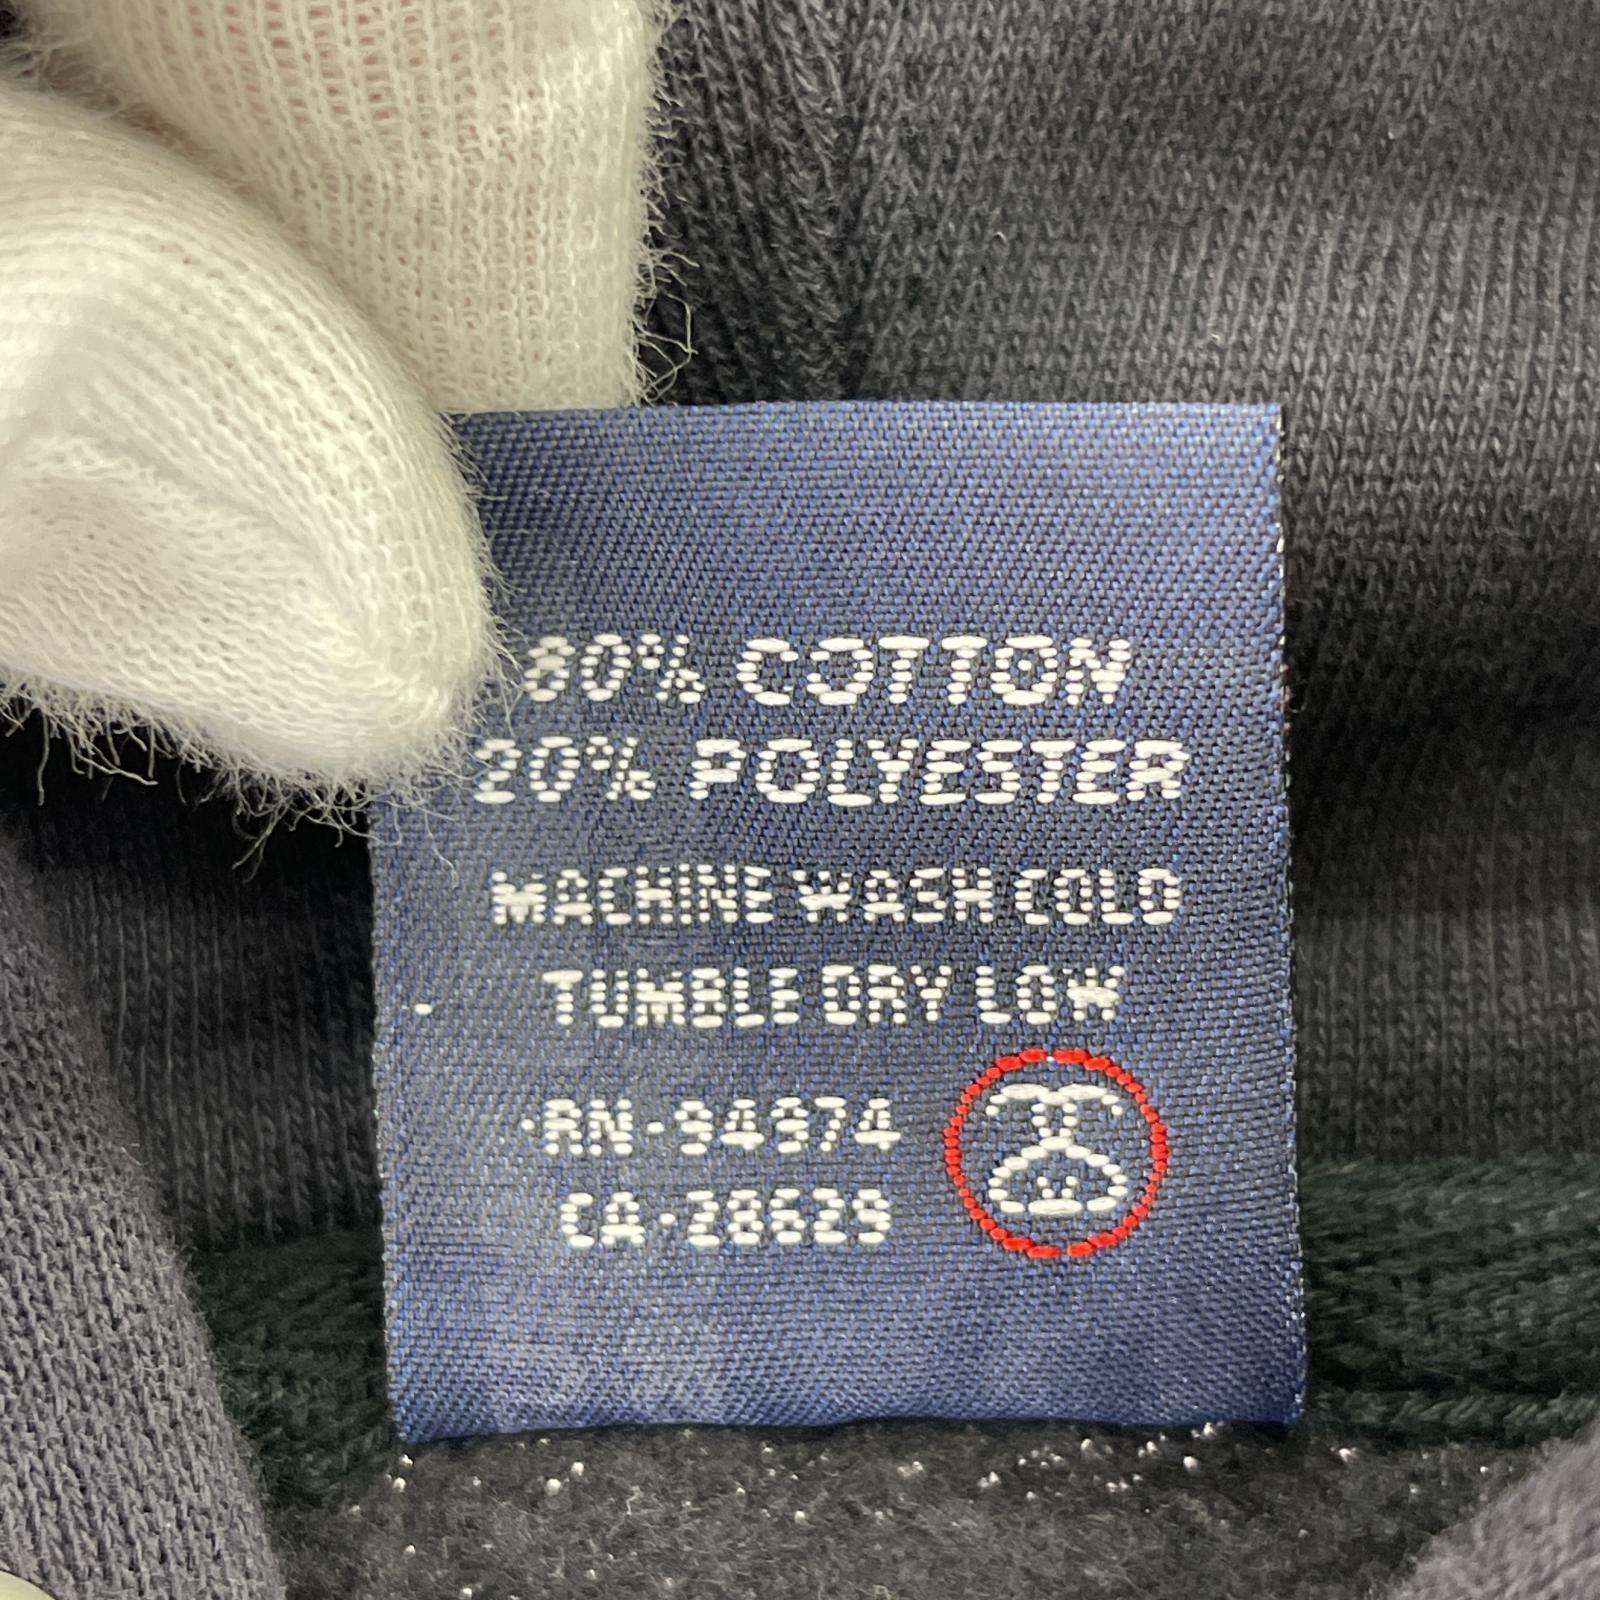 80% COTTON
20% POLYESTER
MACHINE WASH COLD
TUMBLE DRY LOW
RN-94974
CA-28629